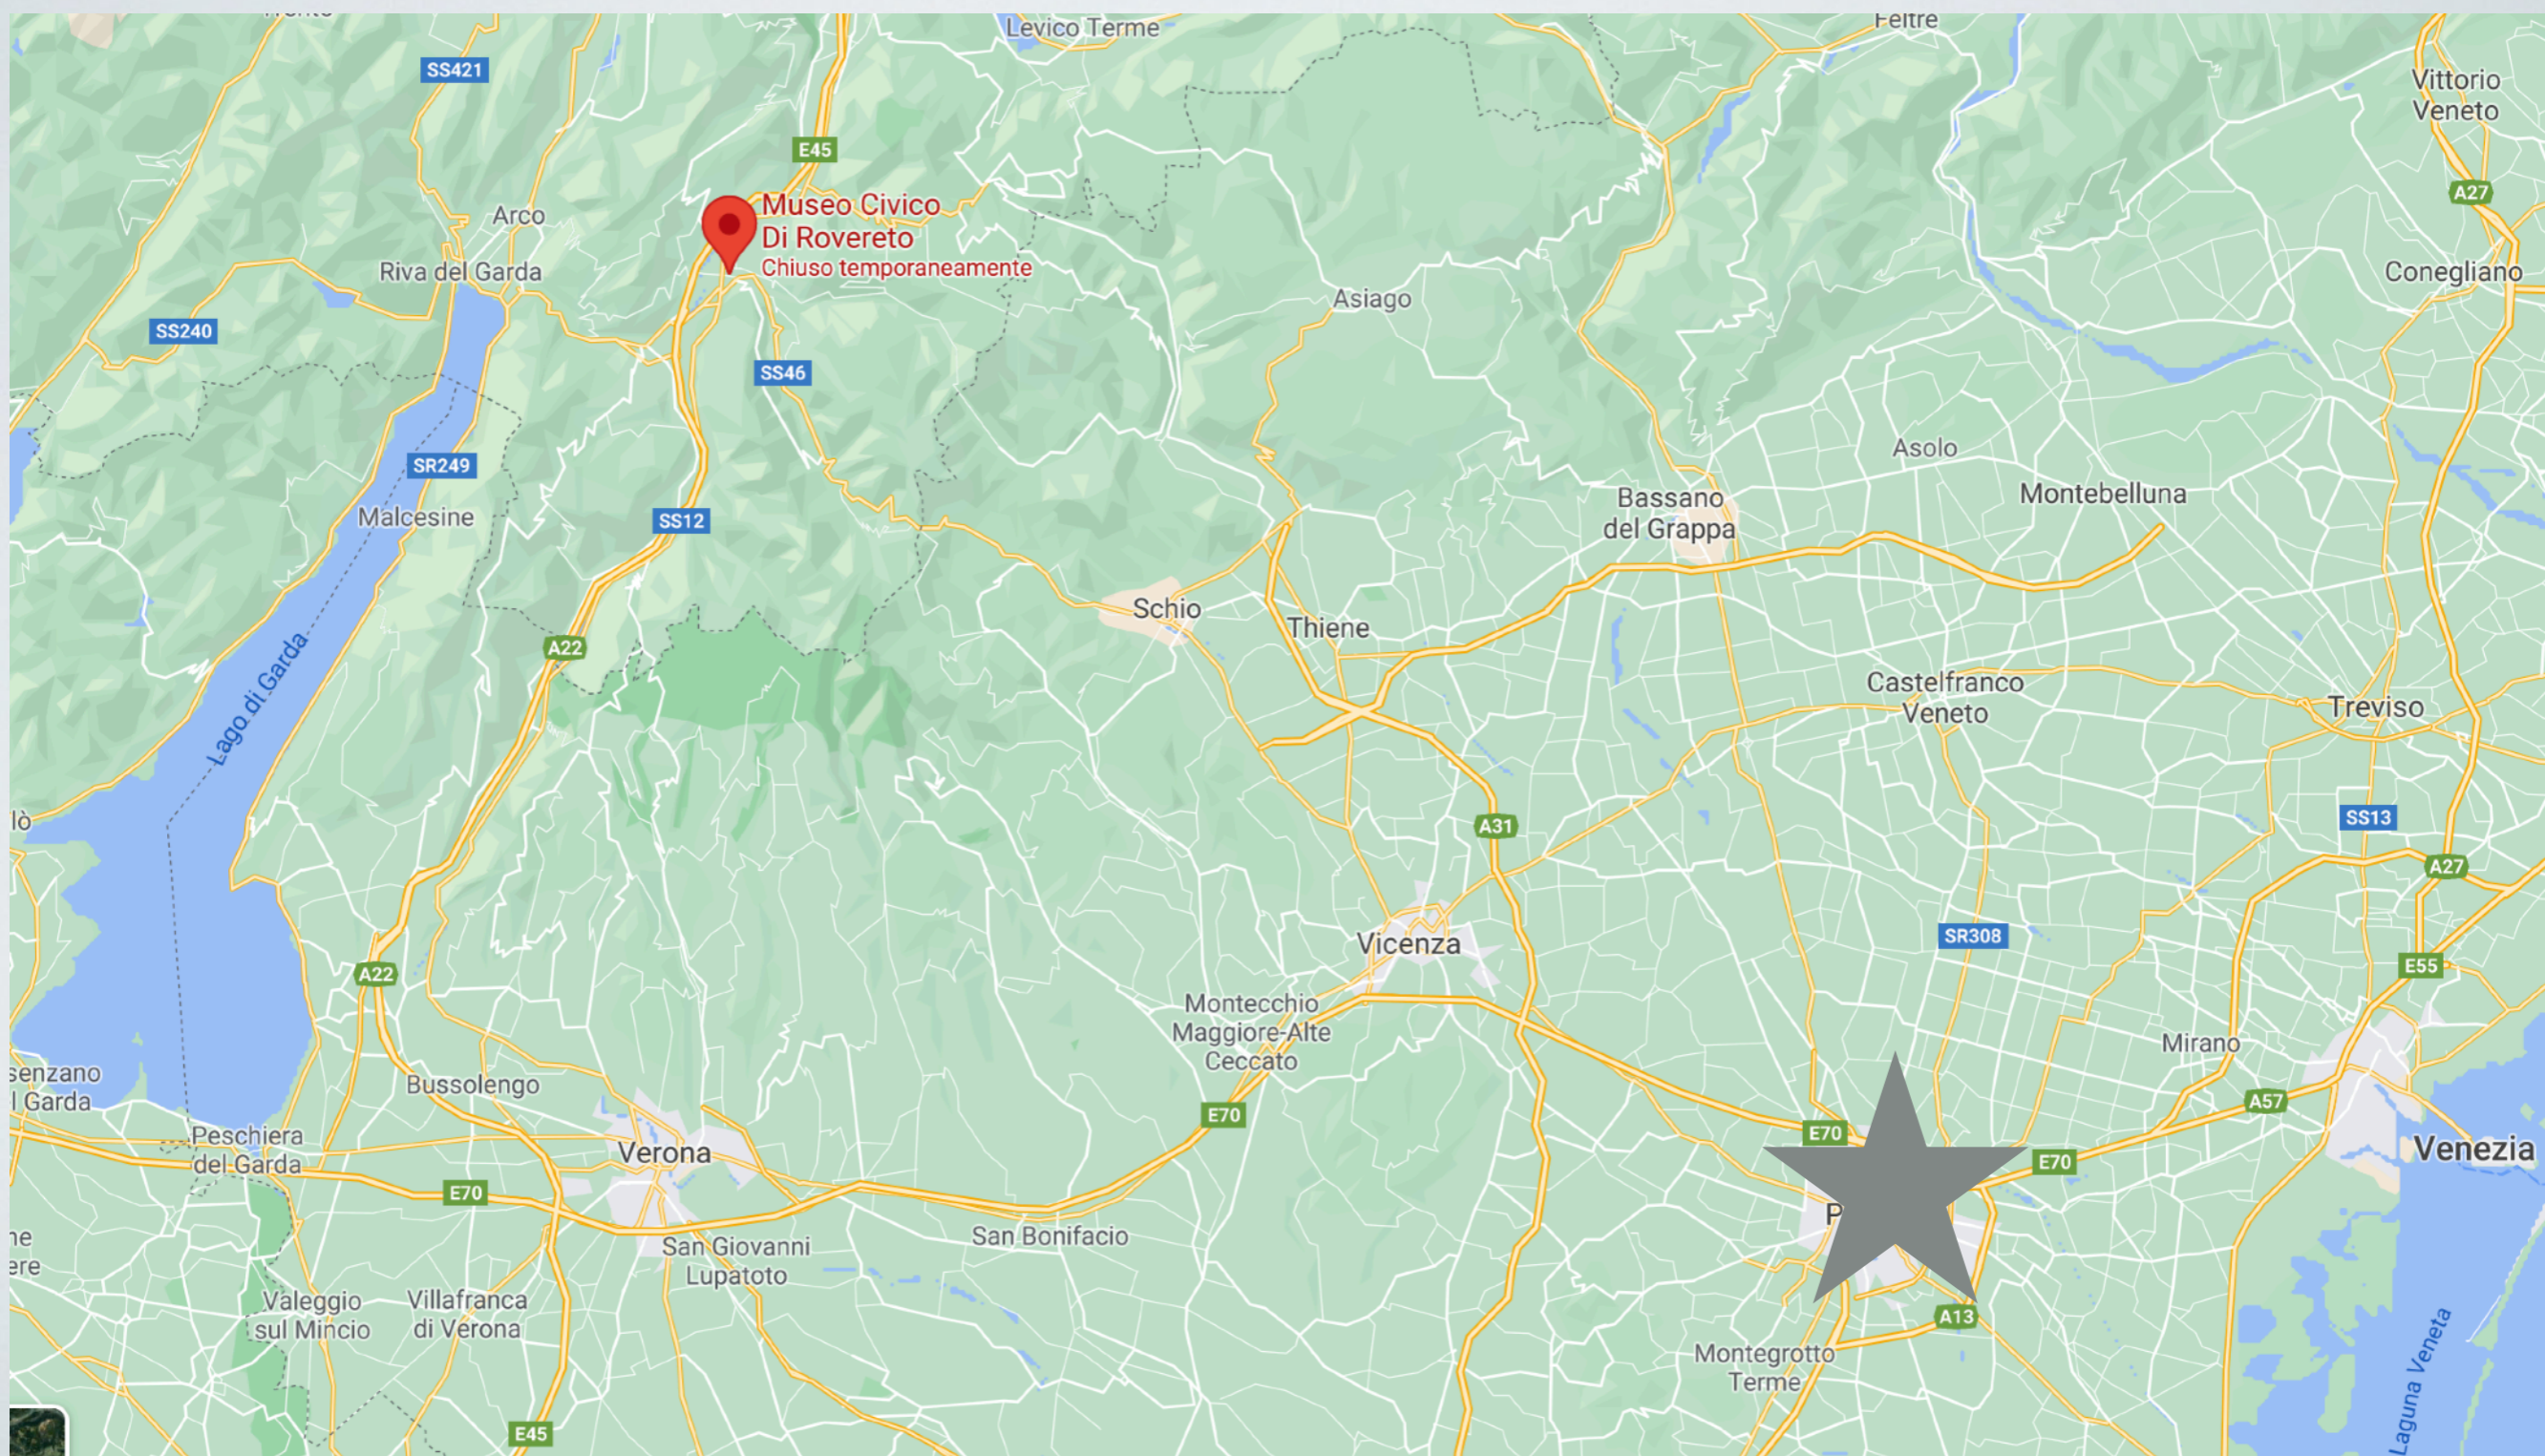 Levico Terme
Feltre
SS421
Vittorio
Veneto
E45
A27
Museo Civico
Di Rovereto
Chiuso temporaneamente
Arco
Riva del Garda
Conegliano
Asiago
SS240
SS46
Asolo
SR249
Montebelluna
Bassano
del Grappa
Malcesine
SS12
Schio
Thiene
A22
Lago di Garda
Castelfranco
Veneto
Treviso
lò
A31
SS13
A27
SR308
Vicenza
E55
A22
Montecchio
Maggiore-Alte
Ceccato
Mirano
senzano
l Garda
Bussolengo
A57
E70
E70
Peschiera
del Garda
Verona
Venezia
E70
E70
P
San Bonifacio
San Giovanni
Lupatoto
ne
ere
Valeggio
sul Mincio
Villafranca
di Verona
A13
Montegrotto
Terme
Laguna Veneta
E45